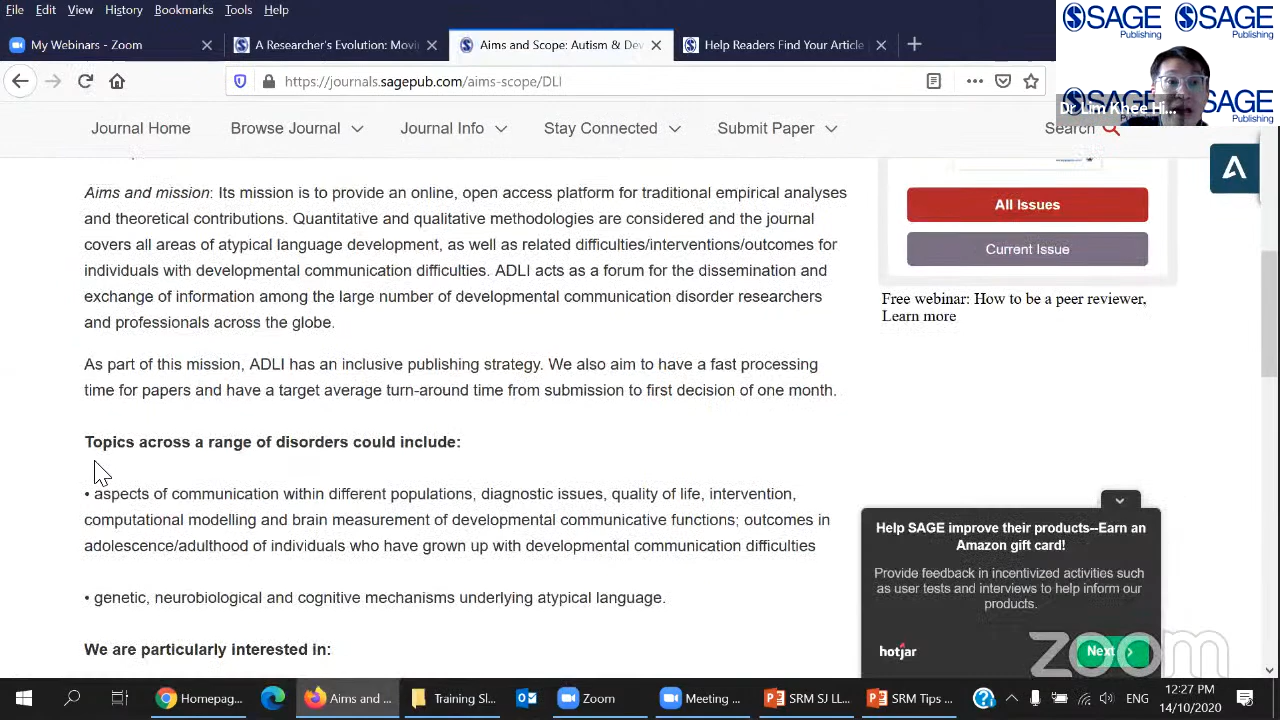 File Edit View History Bookmarks Tools Help
SAGE Publishing SAGE Publishing
My Webinars - Zoom
A Researcher's Evolution: Movi
Aims and Scope: Autism & Dev
Help Readers Find Your Article
https://journals.sagepub.com/aims-scope/DLI
SAGE Publishing
Dr Lim Khee Hi...
Journal Home Browse Journal Journal Info Stay Connected Submit Paper Search
Aims and mission: Its mission is to provide an online, open access platform for traditional empirical analyses
and theoretical contributions. Quantitative and qualitative methodologies are considered and the journal
covers all areas of atypical language development, as well as related difficulties/interventions/outcomes for
individuals with developmental communication difficulties. ADLI acts as a forum for the dissemination and
exchange of information among the large number of developmental communication disorder researchers
and professionals across the globe.
As part of this mission, ADLI has an inclusive publishing strategy. We also aim to have a fast processing
time for papers and have a target average turn-around time from submission to first decision of one month.
Topics across a range of disorders could include:
• aspects of communication within different populations, diagnostic issues, quality of life, intervention,
computational modelling and brain measurement of developmental communicative functions; outcomes in
adolescence/adulthood of individuals who have grown up with developmental communication difficulties
• genetic, neurobiological and cognitive mechanisms underlying atypical language.
We are particularly interested in:
All Issues
Current Issue
Free webinar: How to be a peer reviewer,
Learn more
Help SAGE improve their products--Earn an
Amazon gift card!
Provide feedback in incentivized activities such
as user tests and interviews to help inform our
products.
hotjar
Next
zoom
Homepag...
Aims and ...
Training Sl...
Zoom
Meeting ...
SRM SJ LL...
SRM Tips ...
ENG
12:27 PM
14/10/2020